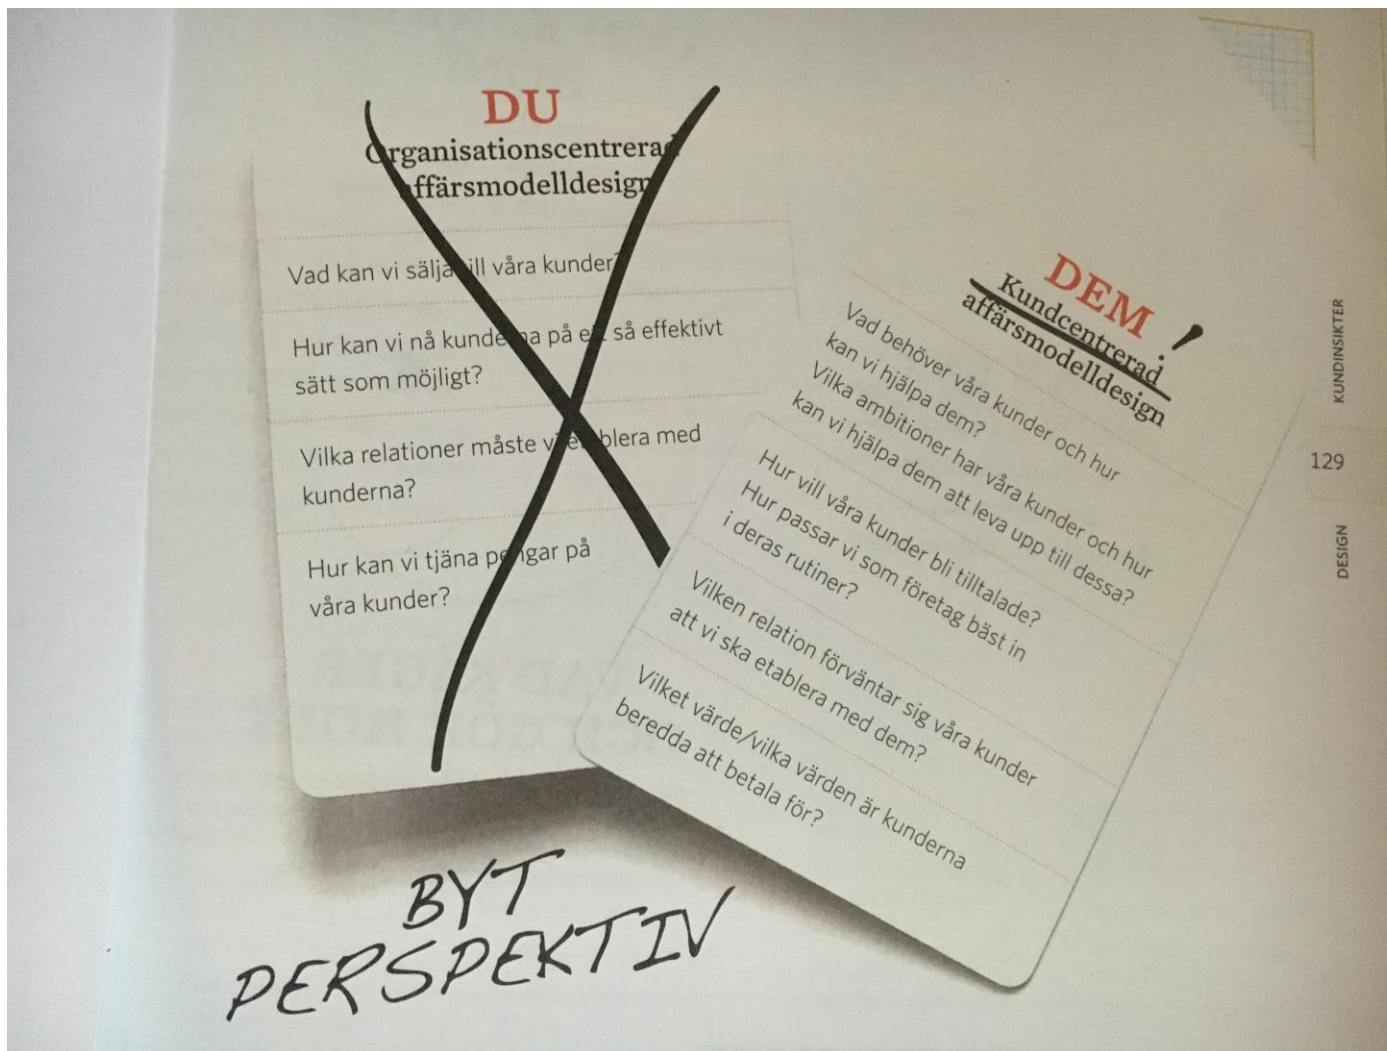 DU
Organisationscentrerad
affärsmodelldesign
Vad kan vi sälja till våra kunder?
Hur kan vi nå kunderna på ett så effektivt
sätt som möjligt?
Vilka relationer måste vi etablera med
kunderna?
Hur kan vi tjäna pengar på
våra kunder?
DEM!
Kundcentrerad
affärsmodelldesign
Vad behöver våra kunder och hur
kan vi hjälpa dem?
Vilka ambitioner har våra kunder och hur
kan vi hjälpa dem att leva upp till dessa?
Hur vill våra kunder bli tilltalade?
Hur passar vi som företag bäst in
i deras rutiner?
Vilken relation förväntar sig våra kunder
att vi ska etablera med dem?
Vilket värde/vilka värden är kunderna
beredda att betala för?
BYT
PERSPEKTIV
KUNDINSIKTER
129
DESIGN